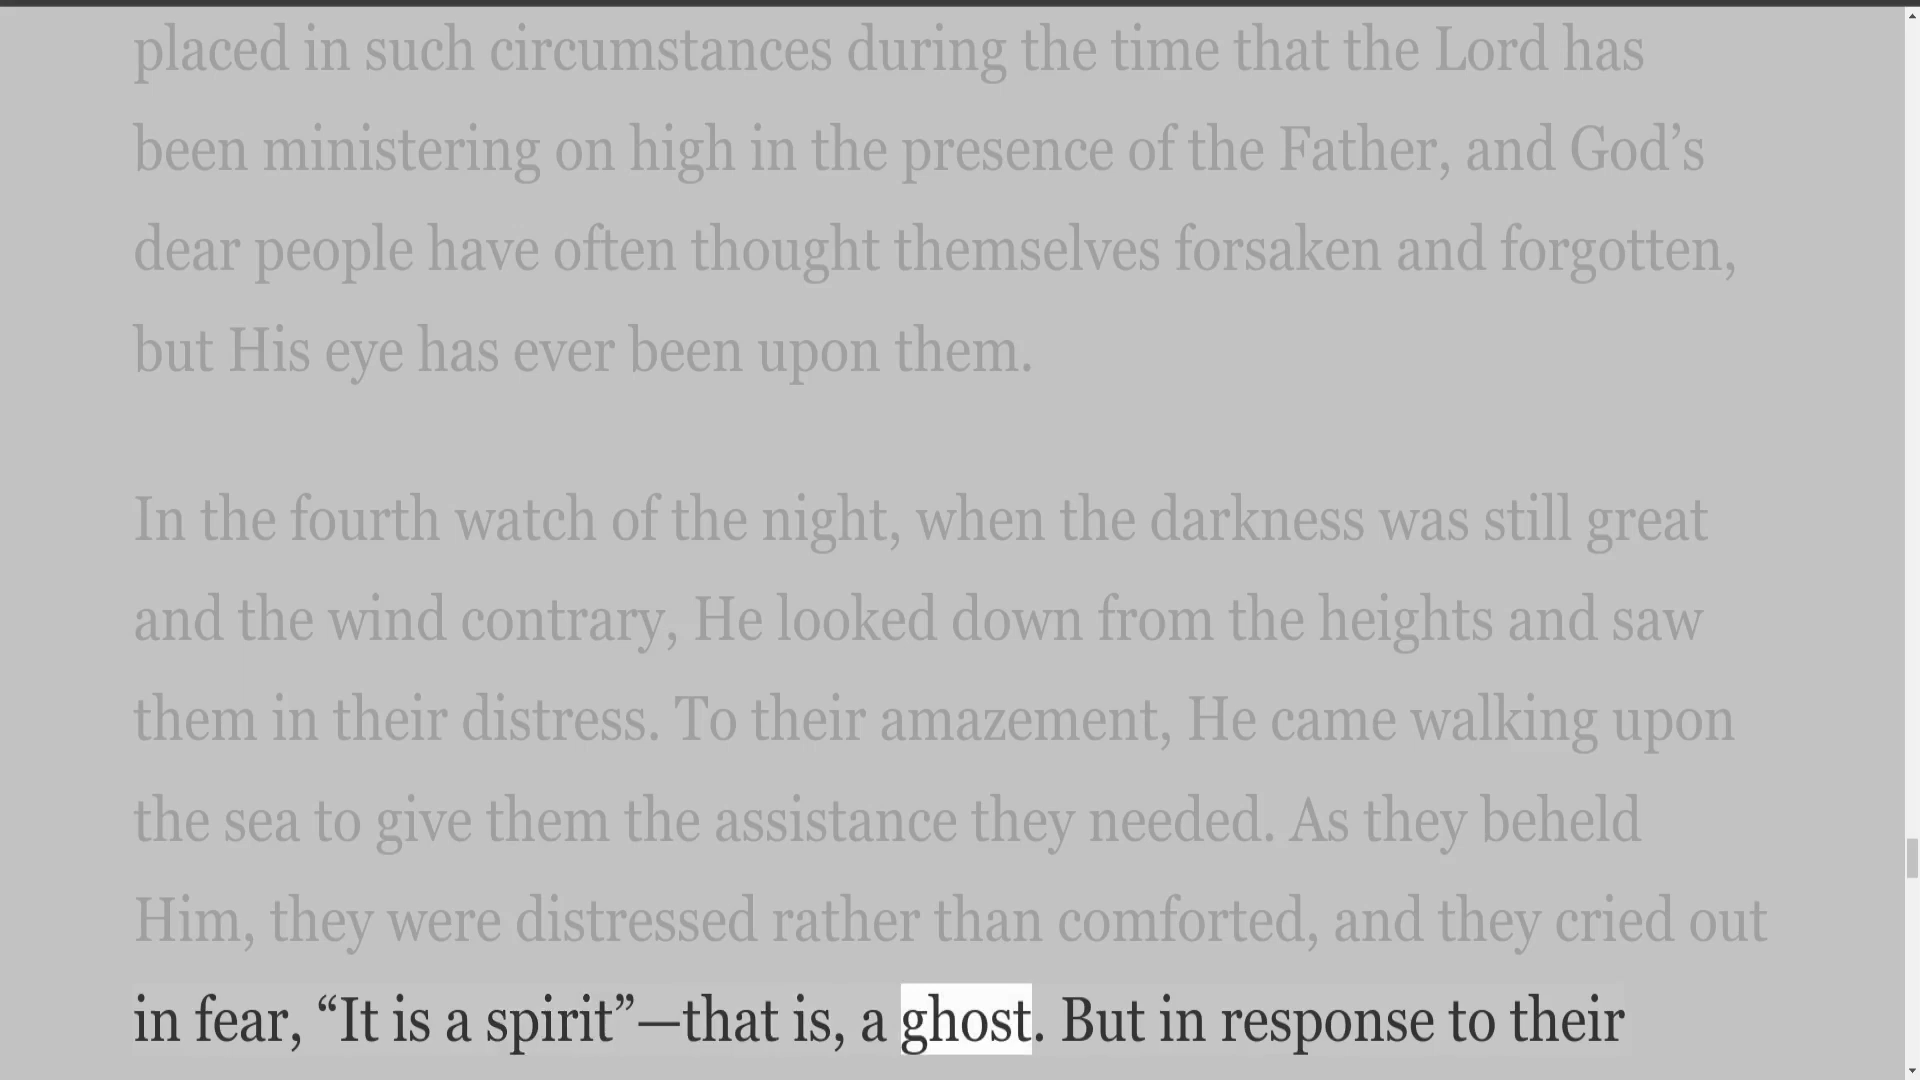 placed in such circumstances during the time that the Lord has
been ministering on high in the presence of the Father, and God’s
dear people have often thought themselves forsaken and forgotten,
but His eye has ever been upon them.
In the fourth watch of the night, when the darkness was still great
and the wind contrary, He looked down from the heights and saw
them in their distress. To their amazement, He came walking upon
the sea to give them the assistance they needed. As they beheld
Him, they were distressed rather than comforted, and they cried out
in fear, “It is a spirit”—that is, a ghost. But in response to their